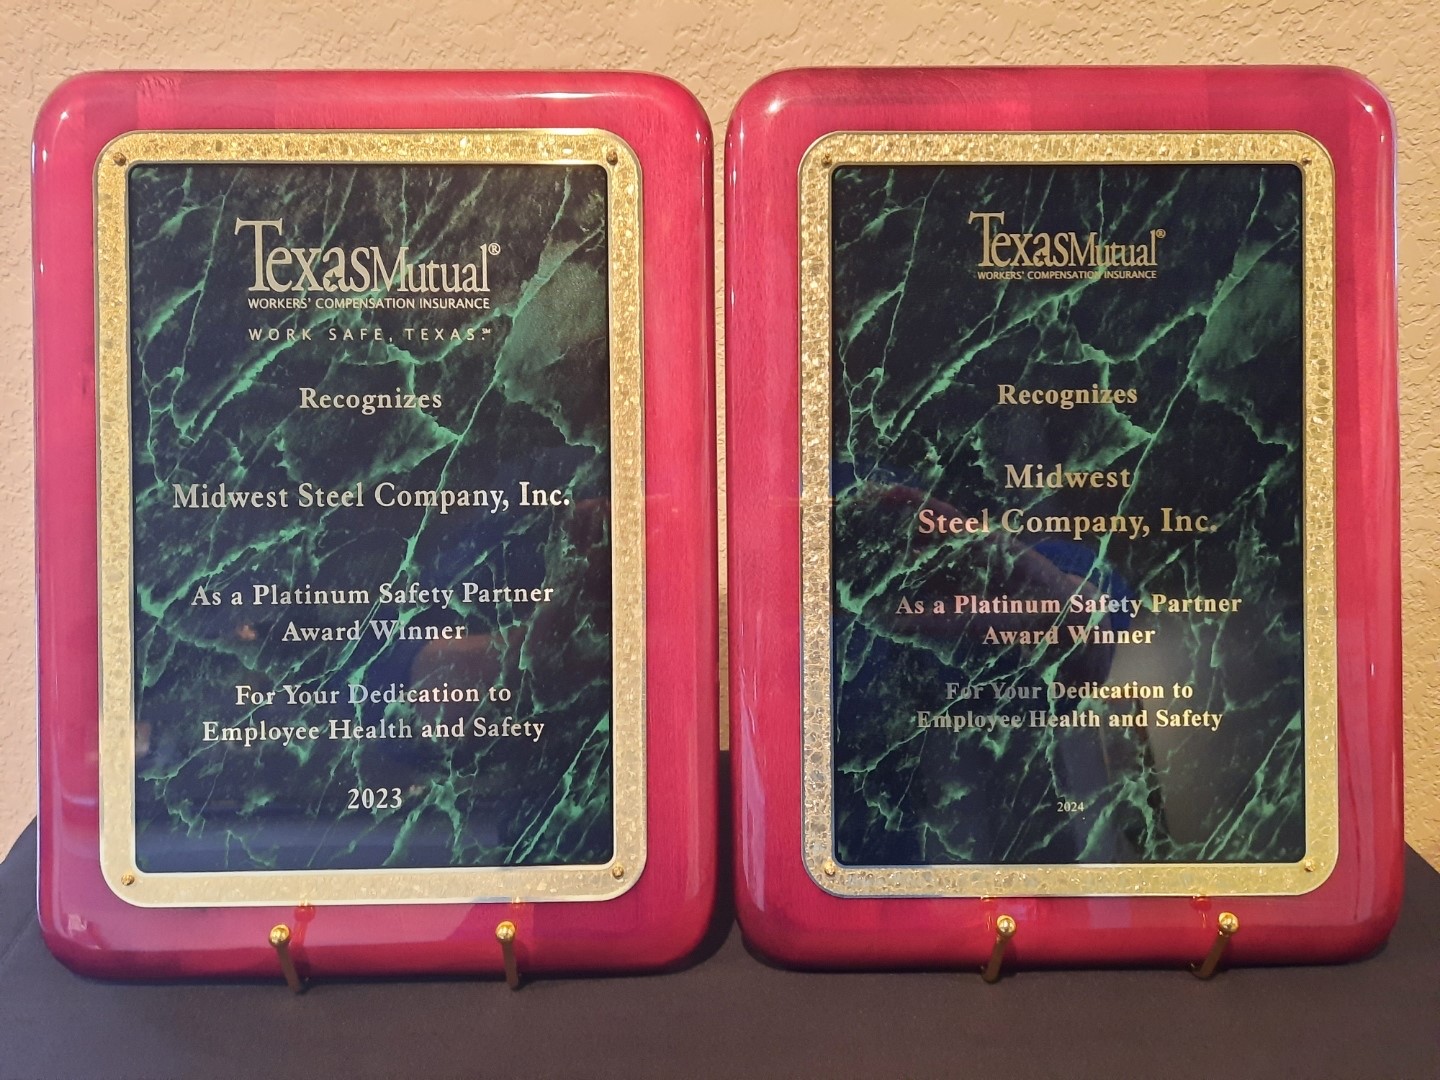 TexasMutual®
WORKERS' COMPENSATION INSURANCE
WORK SAFE, TEXAS℠
Recognizes
Midwest Steel Company, Inc.
As a Platinum Safety Partner
Award Winner
For Your Dedication to
Employee Health and Safety
2023
TexasMutual®
WORKERS' COMPENSATION INSURANCE
Recognizes
Midwest
Steel Company, Inc.
As a Platinum Safety Partner
Award Winner
For Your Dedication to
Employee Health and Safety
2024